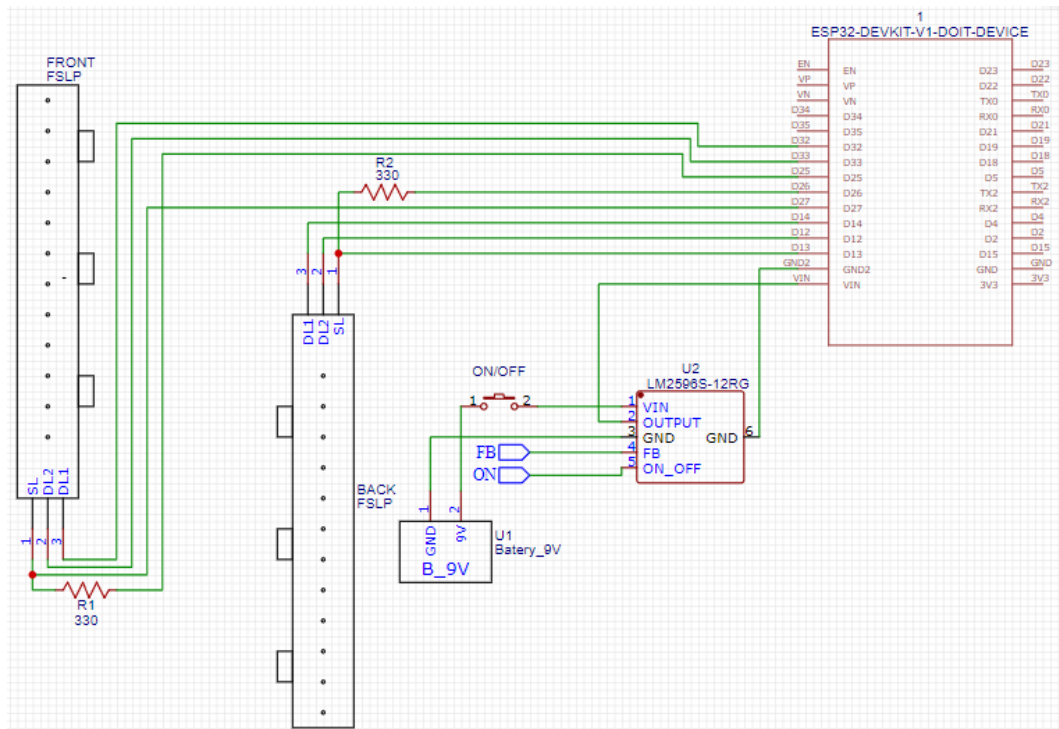 1
ESP32-DEVKIT-V1-DOIT-DEVICE
EN EN D23 D23
VP VP D22 D22
VN VN TX0 TX0
D34 D34 RX0 RX0
D35 D35 D21 D21
D32 D32 D19 D19
D33 D33 D18 D18
D25 D25 D5 D5
D26 D26 TX2 TX2
D27 D27 RX2 RX2
D14 D14 D4 D4
D12 D12 D2 D2
D13 D13 D15 D15
GND2 GND2 GND GND
VIN VIN 3V3 3V3
FRONT
FSLP
-
SL
DL2
DL1
1
2
3
R1
330
R2
330
3
2
1
DL1
DL2
SL
BACK
FSLP
ON/OFF
1 2
U2
LM2596S-12RG
1 VIN
2 OUTPUT
3 GND GND 6
4 FB
5 ON_OFF
FB
ON
1
2
GND
9V
B_9V
U1
Batery_9V